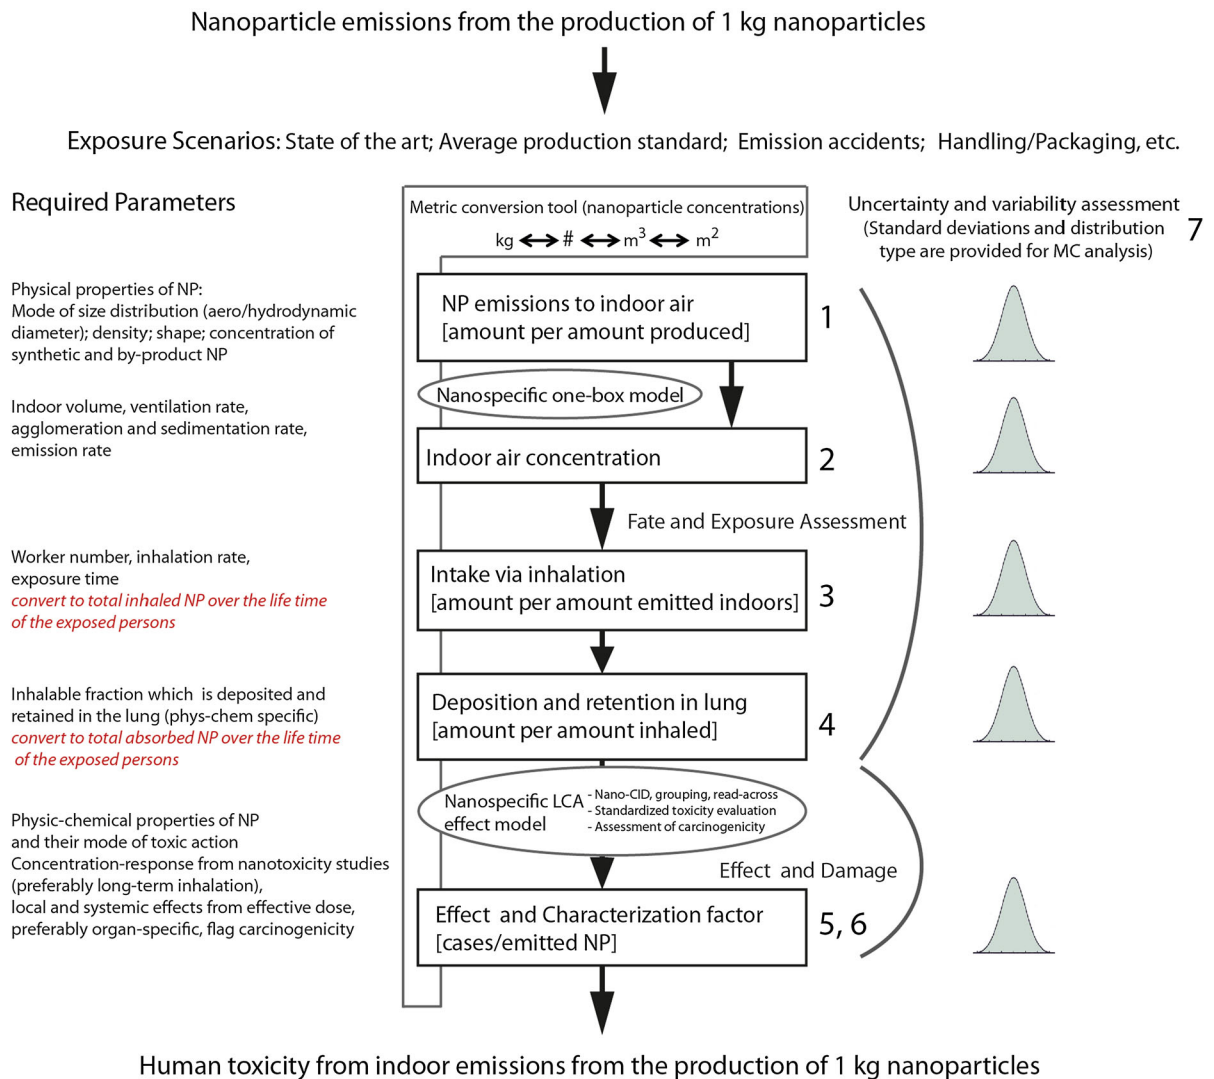 Nanoparticle emissions from the production of 1 kg nanoparticles
Exposure Scenarios: State of the art; Average production standard; Emission accidents; Handling/Packaging, etc.
Required Parameters
Metric conversion tool (nanoparticle concentrations)
kg # m³ m²
Uncertainty and variability assessment
(Standard deviations and distribution
type are provided for MC analysis)
7
Physical properties of NP:
Mode of size distribution (aero/hydrodynamic
diameter); density; shape; concentration of
synthetic and by-product NP
NP emissions to indoor air
[amount per amount produced]
1
Nanospecific one-box model
Indoor volume, ventilation rate,
agglomeration and sedimentation rate,
emission rate
Indoor air concentration
2
Fate and Exposure Assessment
Worker number, inhalation rate,
exposure time
convert to total inhaled NP over the life time
of the exposed persons
Intake via inhalation
[amount per amount emitted indoors]
3
Inhalable fraction which is deposited and
retained in the lung (phys-chem specific)
convert to total absorbed NP over the life time
of the exposed persons
Deposition and retention in lung
[amount per amount inhaled]
4
Nanospecific LCA
effect model
- Nano-CID, grouping, read-across
- Standardized toxicity evaluation
- Assessment of carcinogenicity
Physic-chemical properties of NP
and their mode of toxic action
Concentration-response from nanotoxicity studies
(preferably long-term inhalation),
local and systemic effects from effective dose,
preferably organ-specific, flag carcinogenicity
Effect and Damage
Effect and Characterization factor
[cases/emitted NP]
5, 6
Human toxicity from indoor emissions from the production of 1 kg nanoparticles